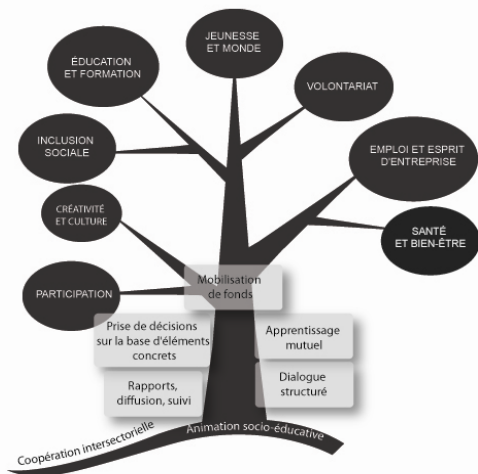 JEUNESSE
ET MONDE
ÉDUCATION
ET FORMATION
VOLONTARIAT
INCLUSION
SOCIALE
EMPLOI ET ESPRIT
D'ENTREPRISE
CRÉATIVITÉ
ET CULTURE
SANTÉ
ET BIEN-ÊTRE
PARTICIPATION
Mobilisation
de fonds
Prise de décisions
sur la base d'éléments
concrets
Apprentissage
mutuel
Rapports,
diffusion, suivi
Dialogue
structuré
Coopération intersectorielle
Animation socio-éducative